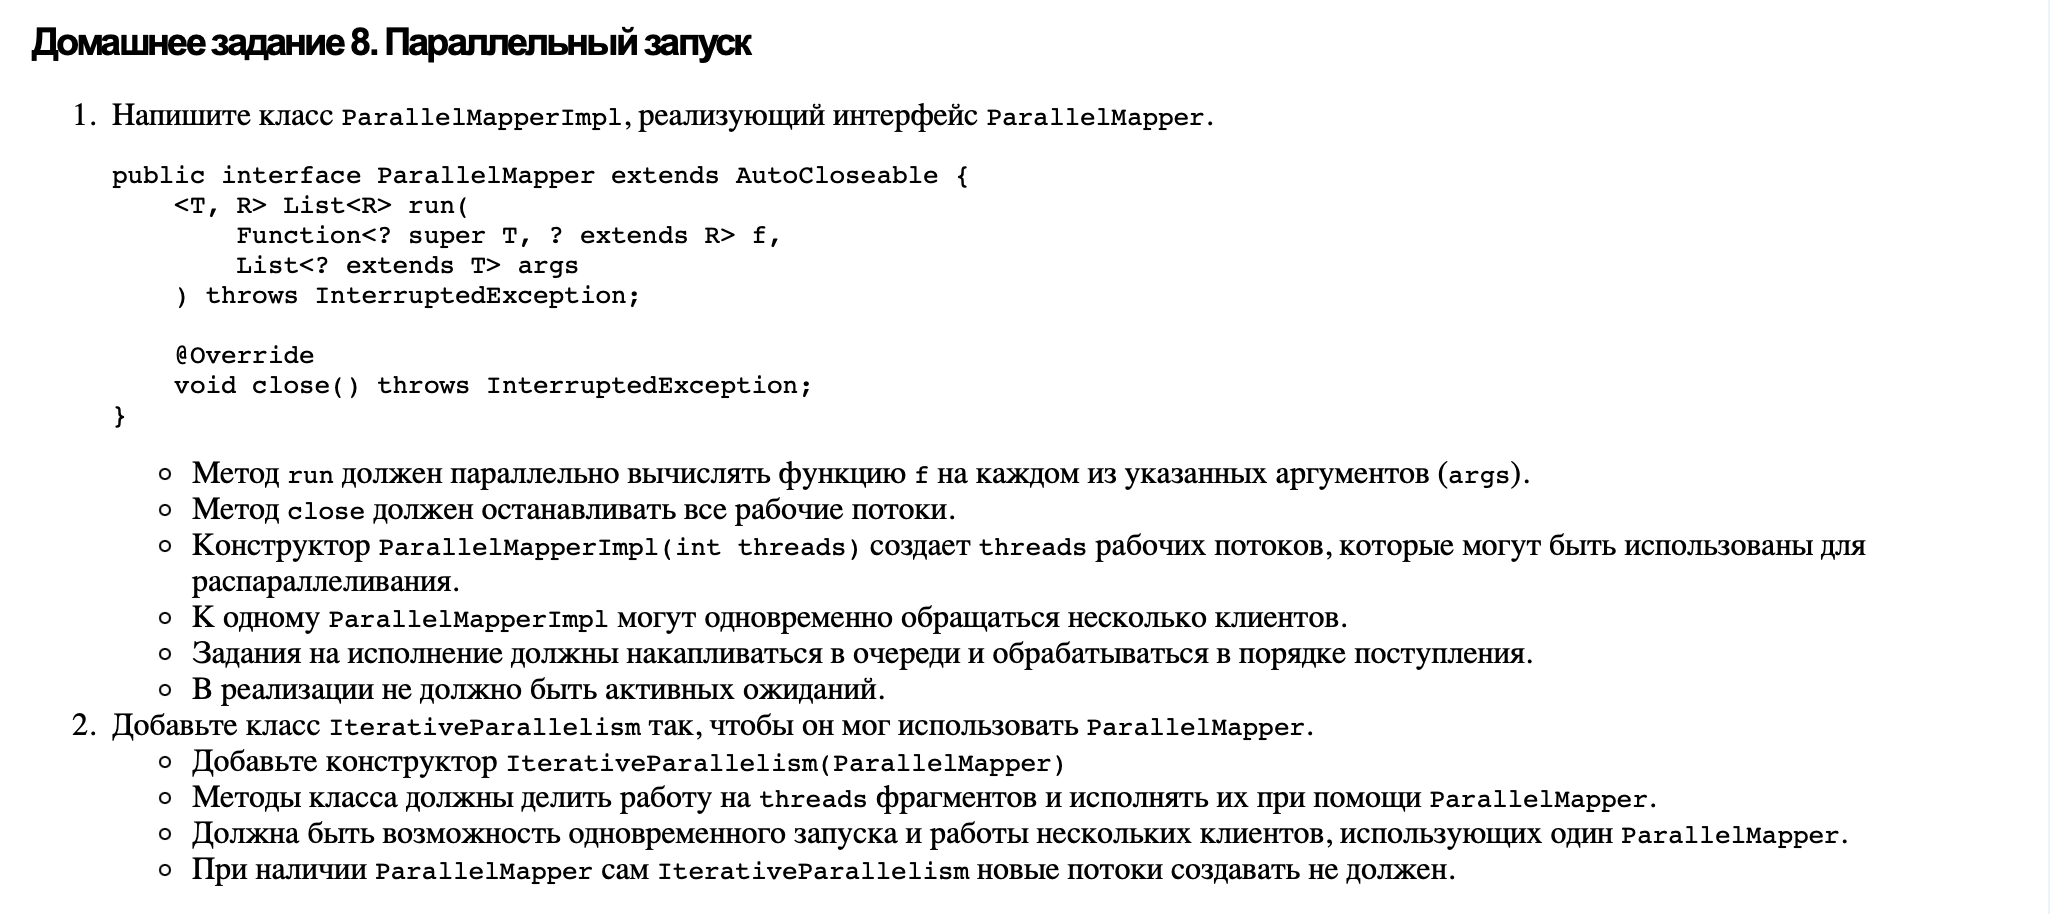 Домашнее задание 8. Параллельный запуск
1. Напишите класс ParallelMapperImpl, реализующий интерфейс ParallelMapper.
public interface ParallelMapper extends AutoCloseable {
    <T, R> List<R> run(
        Function<? super T, ? extends R> f,
        List<? extends T> args
    ) throws InterruptedException;
    @Override
    void close() throws InterruptedException;
}
◦ Метод run должен параллельно вычислять функцию f на каждом из указанных аргументов (args).
◦ Метод close должен останавливать все рабочие потоки.
◦ Конструктор ParallelMapperImpl(int threads) создает threads рабочих потоков, которые могут быть использованы для
распараллеливания.
◦ К одному ParallelMapperImpl могут одновременно обращаться несколько клиентов.
◦ Задания на исполнение должны накапливаться в очереди и обрабатываться в порядке поступления.
◦ В реализации не должно быть активных ожиданий.
2. Добавьте класс IterativeParallelism так, чтобы он мог использовать ParallelMapper.
◦ Добавьте конструктор IterativeParallelism(ParallelMapper)
◦ Методы класса должны делить работу на threads фрагментов и исполнять их при помощи ParallelMapper.
◦ Должна быть возможность одновременного запуска и работы нескольких клиентов, использующих один ParallelMapper.
◦ При наличии ParallelMapper сам IterativeParallelism новые потоки создавать не должен.